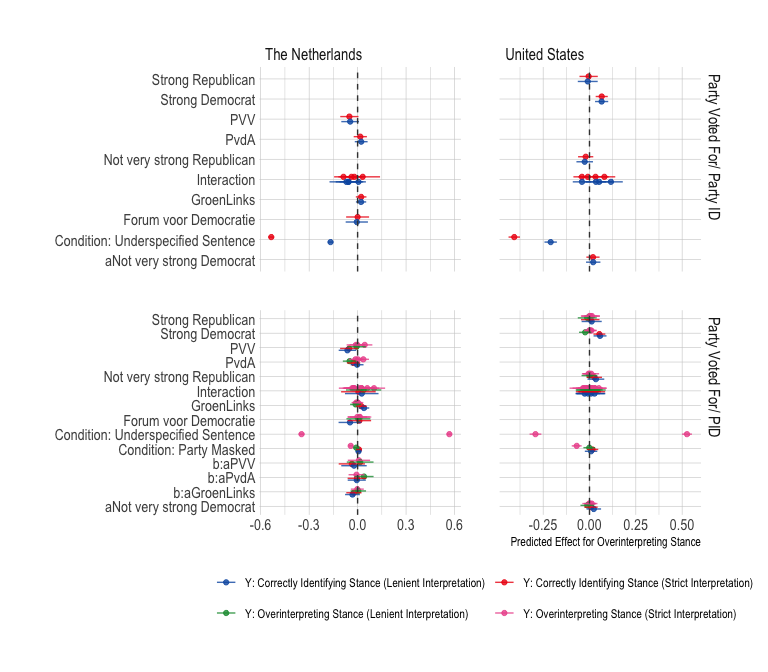 The Netherlands
United States
Strong Republican
Strong Democrat
PVV
PvdA
Not very strong Republican
Interaction
GroenLinks
Forum voor Democratie
Condition: Underspecified Sentence
aNot very strong Democrat
Party Voted For/ Party ID
Strong Republican
Strong Democrat
PVV
PvdA
Not very strong Republican
Interaction
GroenLinks
Forum voor Democratie
Condition: Underspecified Sentence
Condition: Party Masked
b:aPVV
b:aPvdA
b:aGroenLinks
aNot very strong Democrat
Party Voted For/ PID
-0.6 -0.3 0.0 0.3 0.6
-0.25 0.00 0.25 0.50
Predicted Effect for Overinterpreting Stance
Y: Correctly Identifying Stance (Lenient Interpretation)
Y: Correctly Identifying Stance (Strict Interpretation)
Y: Overinterpreting Stance (Lenient Interpretation)
Y: Overinterpreting Stance (Strict Interpretation)